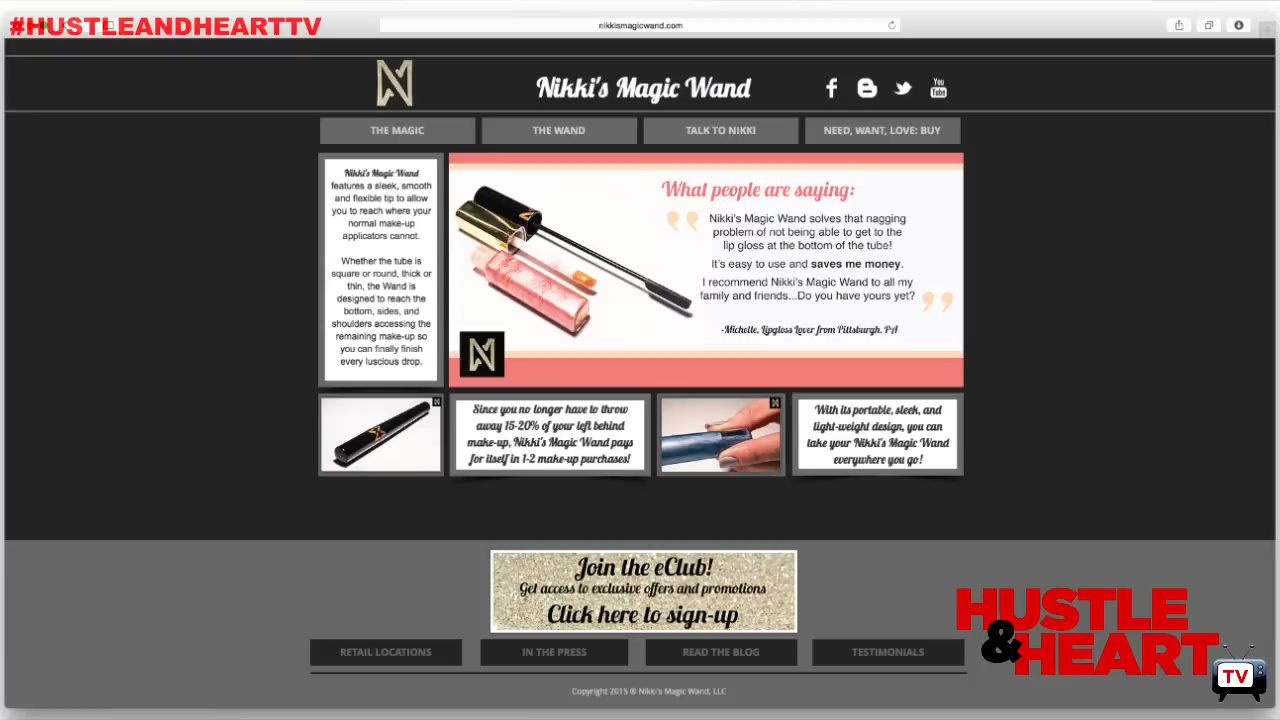 #HUSTLEANDHEARTTV
nikkismagicwand.com
Nikki's Magic Wand
You
Tube
THE MAGIC
THE WAND
TALK TO NIKKI
NEED, WANT, LOVE: BUY
Nikki's Magic Wand
features a sleek, smooth
and flexible tip to allow
you to reach where your
normal make-up
applicators cannot.
Whether the tube is
square or round, thick or
thin, the Wand is
designed to reach the
bottom, sides, and
shoulders accessing the
remaining make-up so
you can finally finish
every luscious drop.
What people are saying:
Nikki's Magic Wand solves that nagging
problem of not being able to get to the
lip gloss at the bottom of the tube!
It's easy to use and saves me money.
I recommend Nikki's Magic Wand to all my
family and friends...Do you have yours yet?
-Michelle, Lipgloss Lover from Pittsburgh, PA
Since you no longer have to throw
away 15-20% of your left behind
make-up, Nikki's Magic Wand pays
for itself in 1-2 make-up purchases!
With its portable, sleek, and
light-weight design, you can
take your Nikki's Magic Wand
everywhere you go!
Join the eClub!
Get access to exclusive offers and promotions
Click here to sign-up
RETAIL LOCATIONS
IN THE PRESS
READ THE BLOG
TESTIMONIALS
Copyright 2015 ® Nikki's Magic Wand, LLC
HUSTLE
&HEART
TV